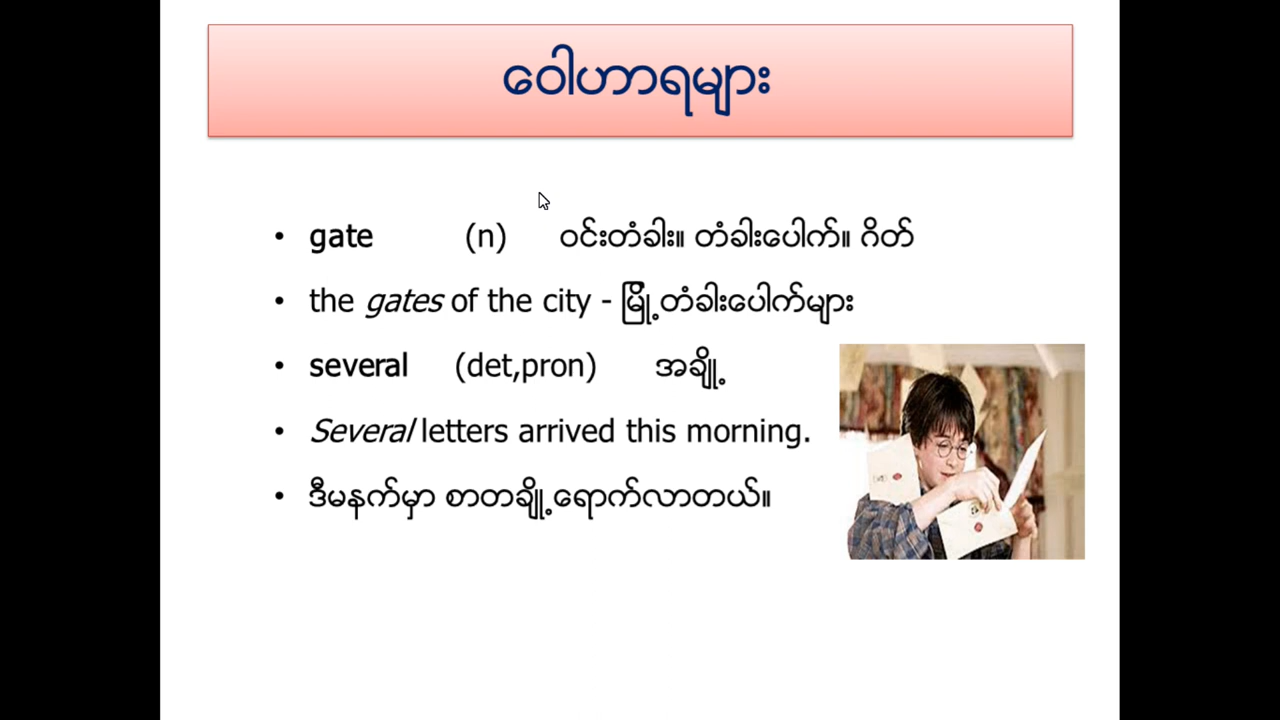 ဝေါဟာရများ
• gate (n) ဝင်းတံခါး။ တံခါးပေါက်။ ဂိတ်
• the gates of the city - မြို့တံခါးပေါက်များ
• several (det,pron) အချို့
• Several letters arrived this morning.
• ဒီမနက်မှာ စာတချို့ရောက်လာတယ်။